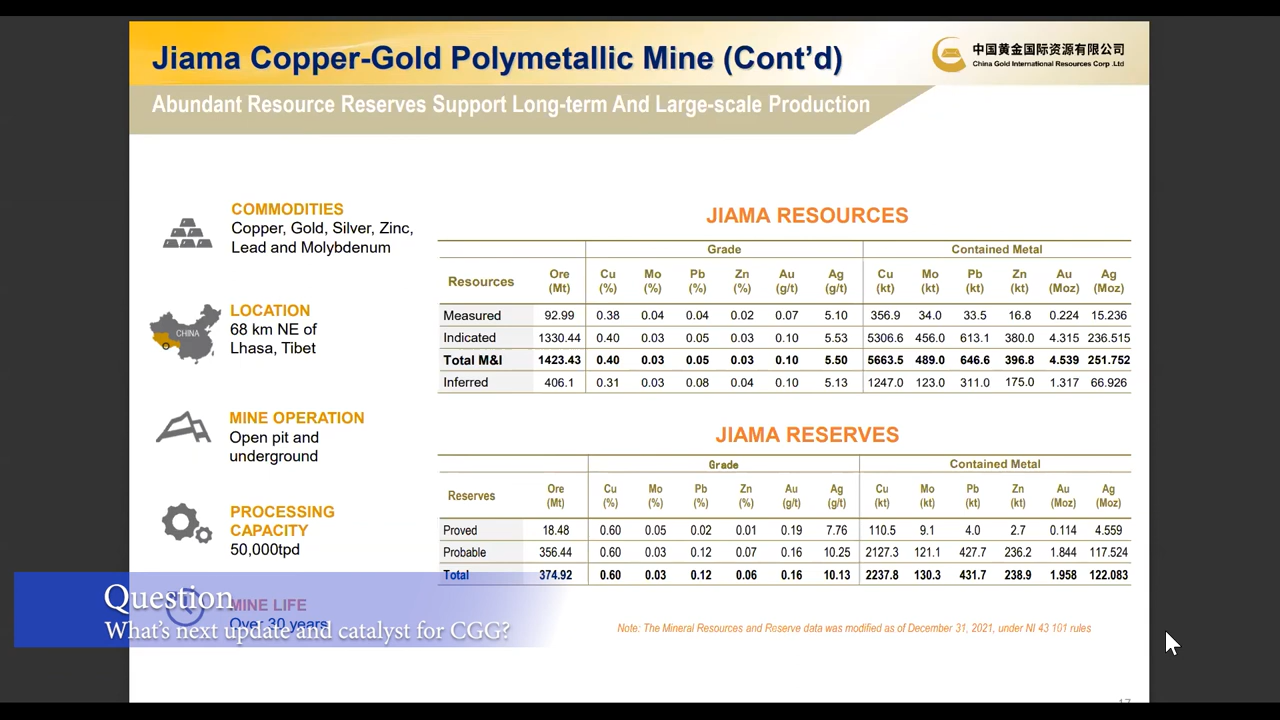 Jiama Copper-Gold Polymetallic Mine (Cont'd)
中国黄金国际资源有限公司
China Gold International Resources Corp .Ltd
Abundant Resource Reserves Support Long-term And Large-scale Production
COMMODITIES
Copper, Gold, Silver, Zinc,
Lead and Molybdenum
LOCATION
68 km NE of
Lhasa, Tibet
CHINA
MINE OPERATION
Open pit and
underground
PROCESSING
CAPACITY
50,000tpd
MINE LIFE
Over 30 years
JIAMA RESOURCES
Grade Contained Metal
Resources Ore (Mt) Cu (%) Mo (%) Pb (%) Zn (%) Au (g/t) Ag (g/t) Cu (kt) Mo (kt) Pb (kt) Zn (kt) Au (Moz) Ag (Moz)
Measured 92.99 0.38 0.04 0.04 0.02 0.07 5.10 356.9 34.0 33.5 16.8 0.224 15.236
Indicated 1330.44 0.40 0.03 0.05 0.03 0.10 5.53 5306.6 456.0 613.1 380.0 4.315 236.515
Total M&I 1423.43 0.40 0.03 0.05 0.03 0.10 5.50 5663.5 489.0 646.6 396.8 4.539 251.752
Inferred 406.1 0.31 0.03 0.08 0.04 0.10 5.13 1247.0 123.0 311.0 175.0 1.317 66.926
JIAMA RESERVES
Grade Contained Metal
Reserves Ore (Mt) Cu (%) Mo (%) Pb (%) Zn (%) Au (g/t) Ag (g/t) Cu (kt) Mo (kt) Pb (kt) Zn (kt) Au (Moz) Ag (Moz)
Proved 18.48 0.60 0.05 0.02 0.01 0.19 7.76 110.5 9.1 4.0 2.7 0.114 4.559
Probable 356.44 0.60 0.03 0.12 0.07 0.16 10.25 2127.3 121.1 427.7 236.2 1.844 117.524
Total 374.92 0.60 0.03 0.12 0.06 0.16 10.13 2237.8 130.3 431.7 238.9 1.958 122.083
Note: The Mineral Resources and Reserve data was modified as of December 31, 2021, under NI 43 101 rules
Question
What's next update and catalyst for CGG?